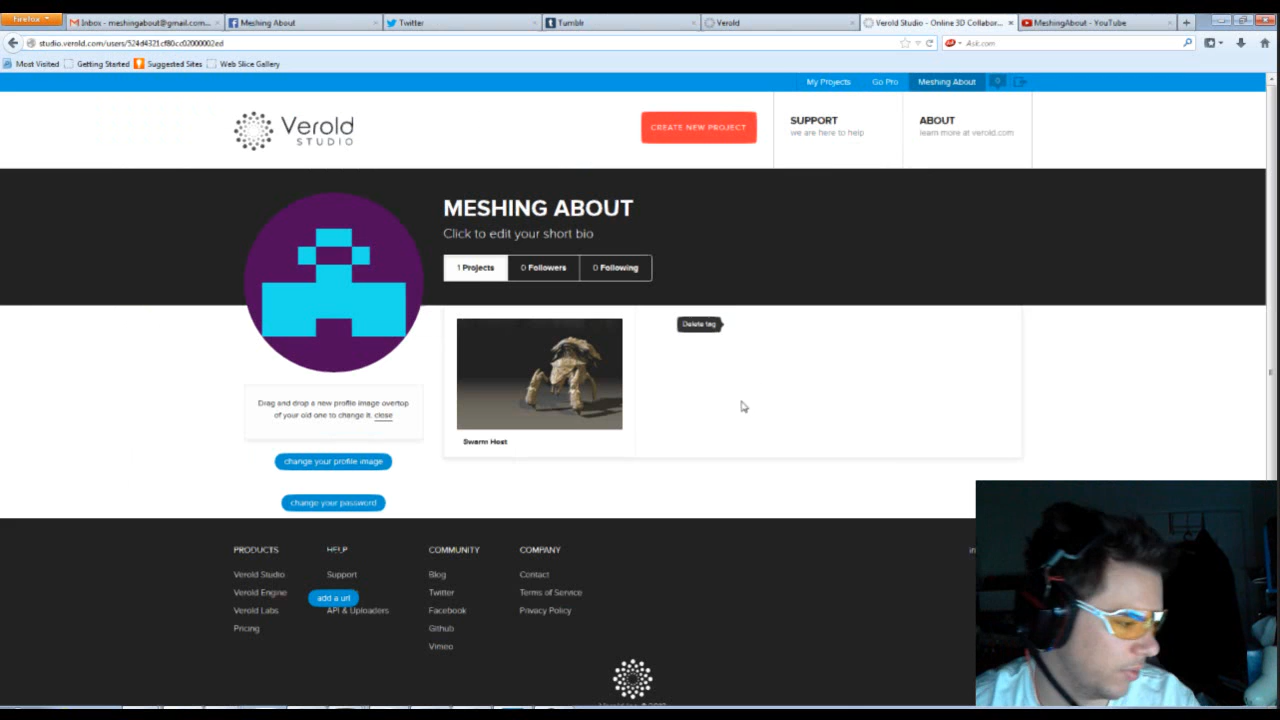 Firefox
Inbox - meshingabout@gmail.com...
Meshing About
Twitter
Tumblr
Verold
Verold Studio - Online 3D Collabor...
MeshingAbout - YouTube
studio.verold.com/users/524d4321cf80cc02000002ed
Ask.com
Most Visited
Getting Started
Suggested Sites
Web Slice Gallery
My Projects
Go Pro
Meshing About
0
Verold
STUDIO
CREATE NEW PROJECT
SUPPORT
we are here to help
ABOUT
learn more at verold.com
MESHING ABOUT
Click to edit your short bio
1 Projects
0 Followers
0 Following
Delete tag
Swarm Host
Drag and drop a new profile image overtop
of your old one to change it. close
change your profile image
change your password
PRODUCTS
Verold Studio
Verold Engine
Verold Labs
Pricing
HELP
Support
add a url
API & Uploaders
COMMUNITY
Blog
Twitter
Facebook
Github
Vimeo
COMPANY
Contact
Terms of Service
Privacy Policy
in